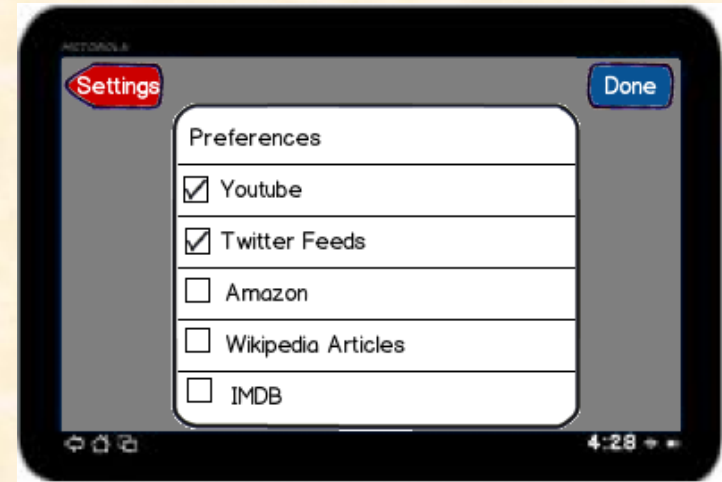 MOTOROLA
Settings
Done
Preferences
Youtube
Twitter Feeds
Amazon
Wikipedia Articles
IMDB
4:28